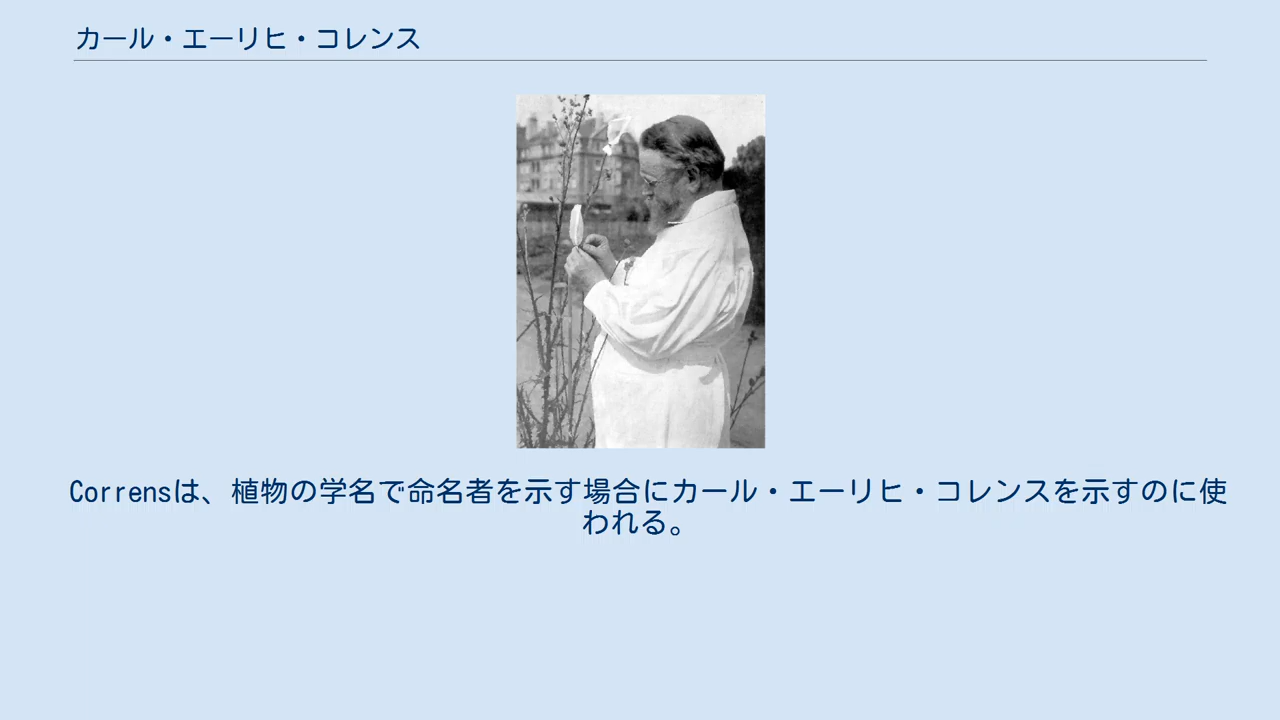 カール・エーリヒ・コレンス
Corrensは、植物の学名で命名者を示す場合にカール・エーリヒ・コレンスを示すのに使
われる。